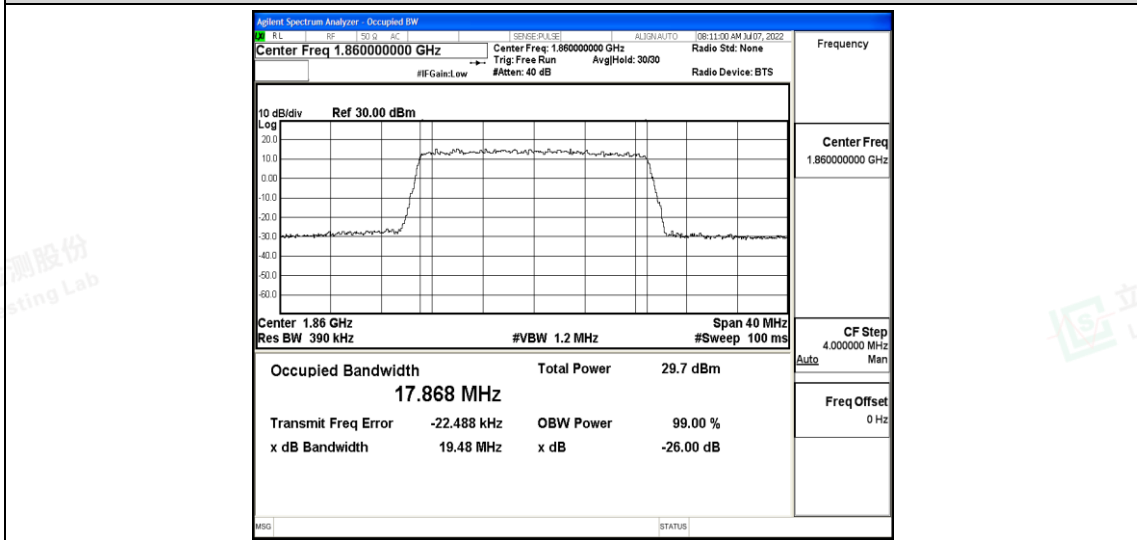 Agilent Spectrum Analyzer - Occupied BW
RL RF 50 Ω AC SENSE:PULSE ALIGNAUTO 08:11:00 AM Jul 07, 2022
Center Freq 1.860000000 GHz
Center Freq: 1.860000000 GHz
Radio Std: None
Trig: Free Run Avg|Hold: 30/30
#IFGain:Low
#Atten: 40 dB
Radio Device: BTS
10 dB/div Ref 30.00 dBm
Log
20.0
10.0
0.00
-10.0
-20.0
-30.0
-40.0
-50.0
-60.0
Center 1.86 GHz
Span 40 MHz
Res BW 390 kHz
#VBW 1.2 MHz
#Sweep 100 ms
Occupied Bandwidth
17.868 MHz
Total Power 29.7 dBm
Transmit Freq Error -22.488 kHz
OBW Power 99.00 %
x dB Bandwidth 19.48 MHz
x dB -26.00 dB
MSG
STATUS
Frequency
Center Freq
1.860000000 GHz
CF Step
4.000000 MHz
Auto Man
Freq Offset
0 Hz
测股份
sting Lab
立